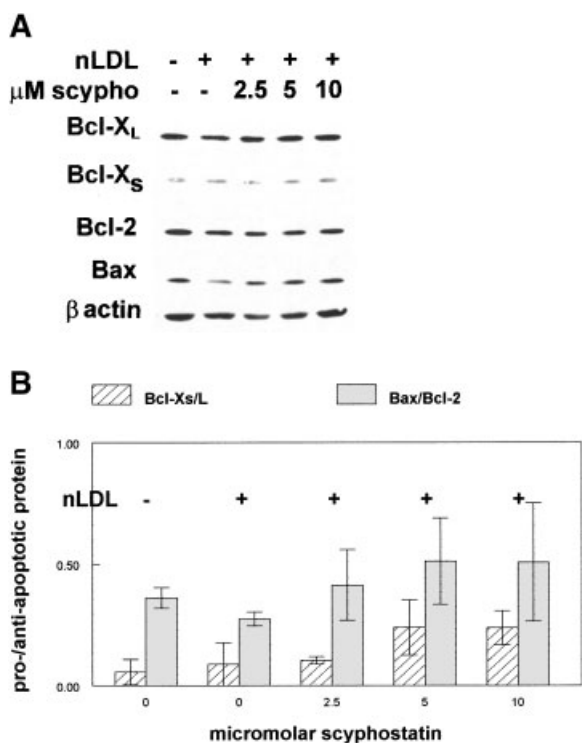 A
nLDL - + + + +
μM scypho - - 2.5 5 10
Bcl-XL
Bcl-XS
Bcl-2
Bax
β actin
B
Bcl-Xs/L Bax/Bcl-2
pro-/anti-apoptotic protein
1.00
nLDL - + + + +
0.50
0.00
0 0 2.5 5 10
micromolar scyphostatin